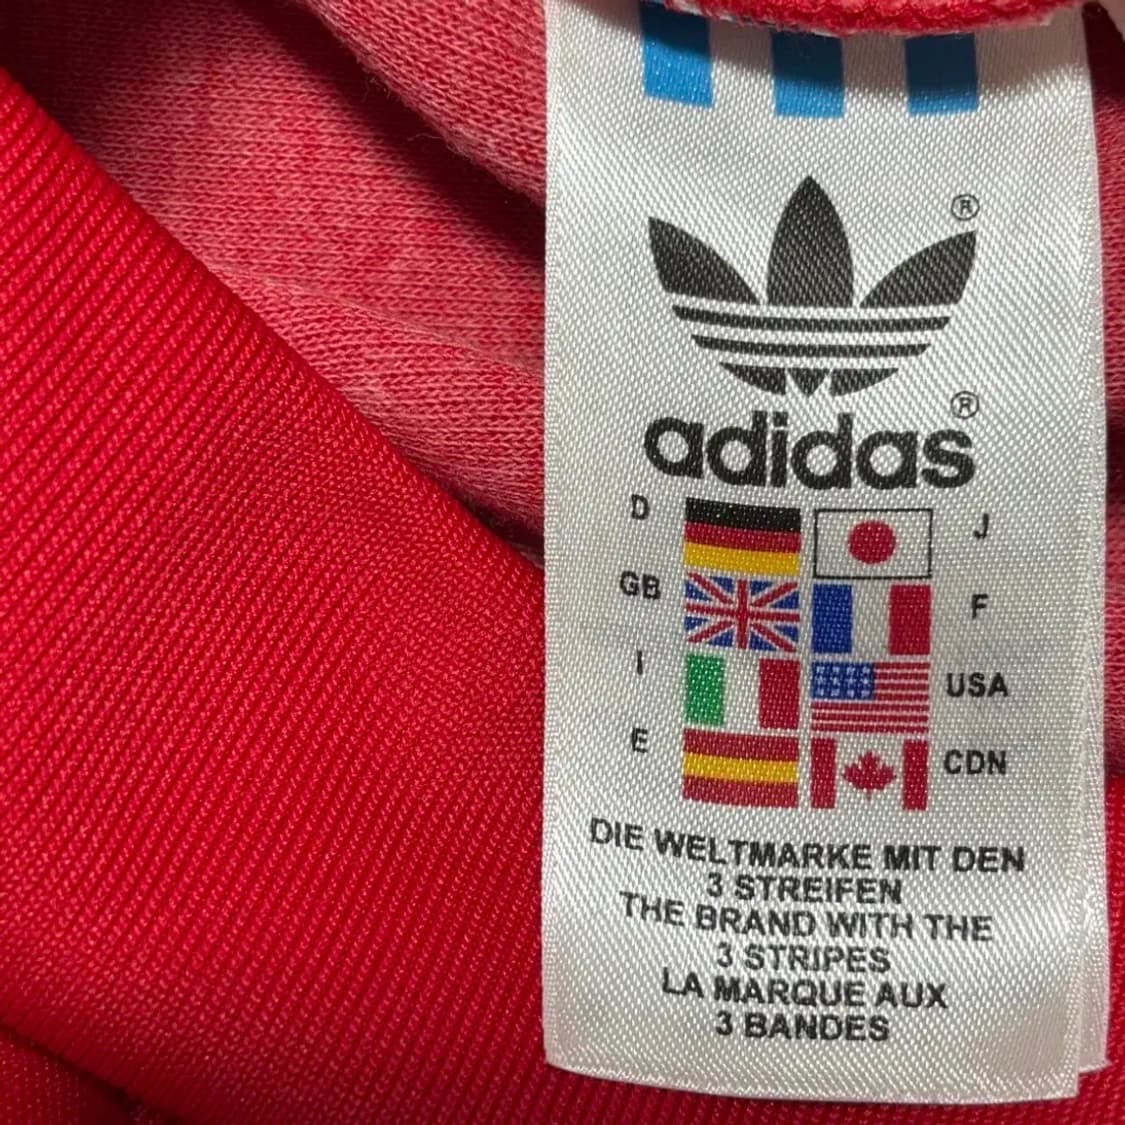 ®
adidas®
D J
GB F
I USA
E CDN
DIE WELTMARKE MIT DEN
3 STREIFEN
THE BRAND WITH THE
3 STRIPES
LA MARQUE AUX
3 BANDES